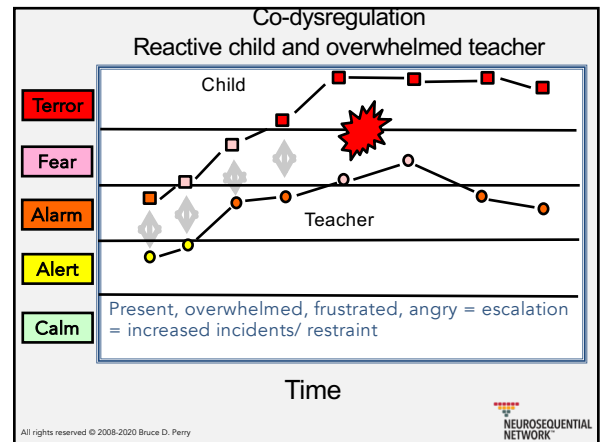 Co-dysregulation
Reactive child and overwhelmed teacher
Child
Terror
Fear
Alarm
Teacher
Alert
Present, overwhelmed, frustrated, angry = escalation
= increased incidents/ restraint
Calm
Time
All rights reserved © 2008-2020 Bruce D. Perry
NEUROSEQUENTIAL
NETWORK™